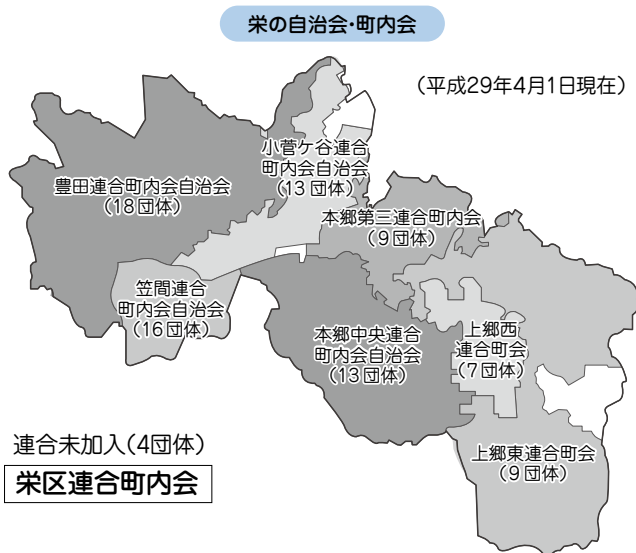 栄の自治会・町内会
（平成29年4月1日現在）
小菅ケ谷連合
町内会自治会
（13団体）
豊田連合町内会自治会
（18団体）
本郷第三連合町内会
（9団体）
笠間連合
町内会自治会
（16団体）
本郷中央連合
町内会自治会
（13団体）
上郷西
連合町会
（7団体）
上郷東連合町会
（9団体）
連合未加入（4団体）
栄区連合町内会